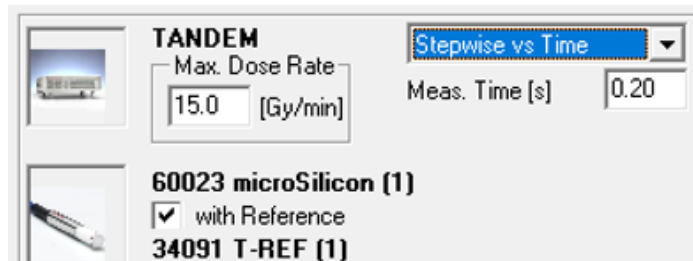 TANDEM
Stepwise vs Time
Max. Dose Rate
15.0 [Gy/min]
Meas. Time [s] 0.20
60023 microSilicon (1)
with Reference
34091 T-REF (1)